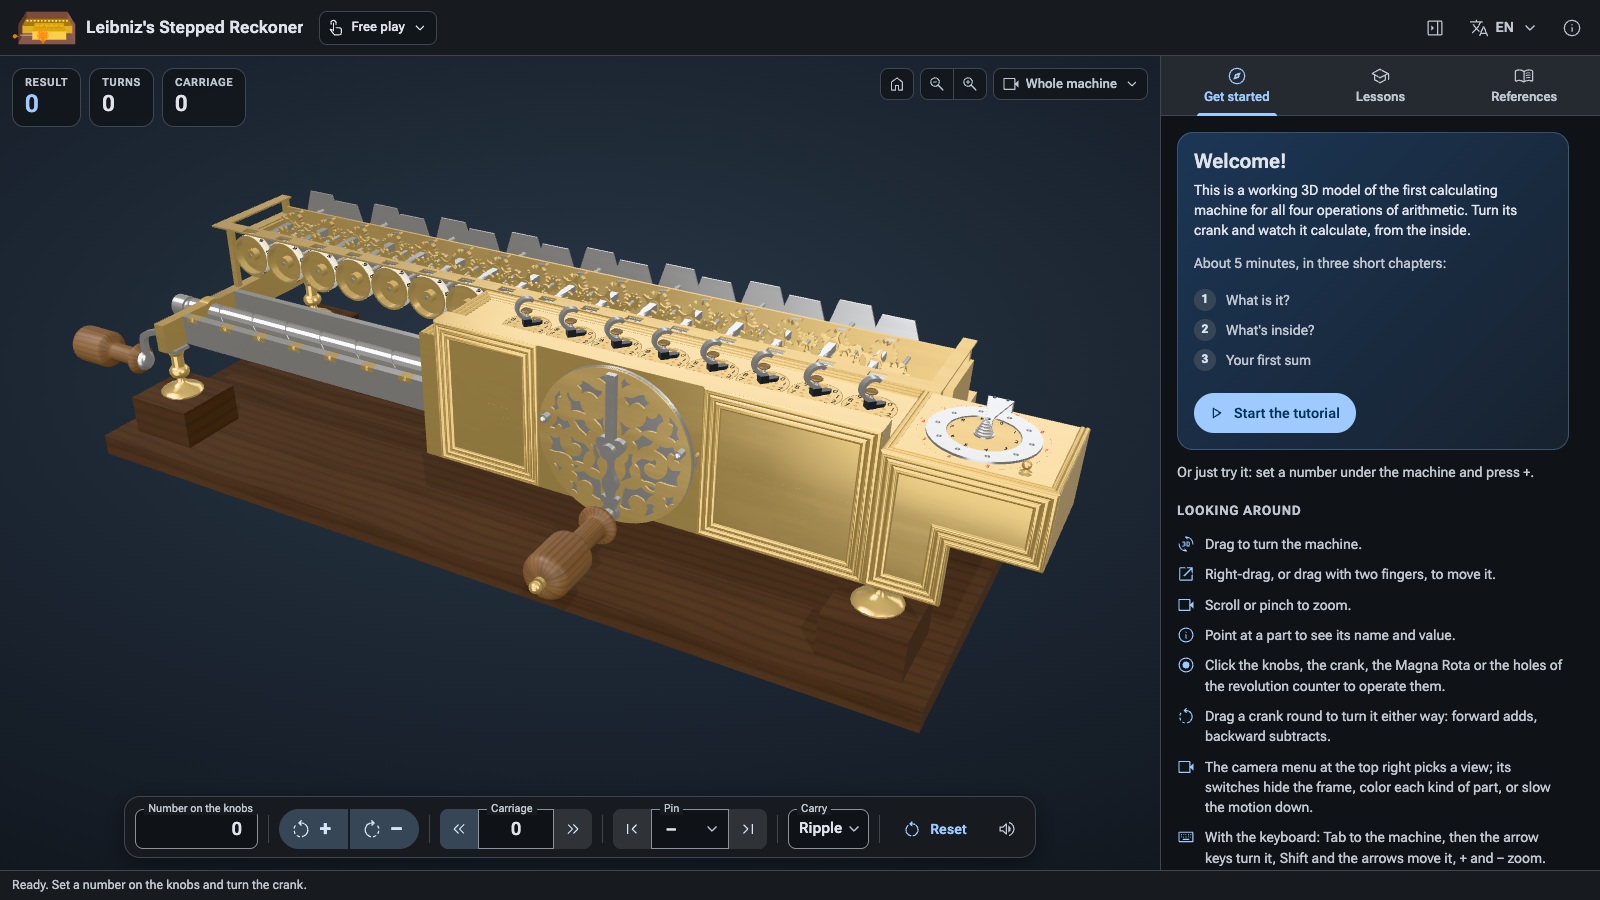 Leibniz's Stepped Reckoner
Free play
EN
RESULT
0
TURNS
0
CARRIAGE
0
Whole machine
Get started
Lessons
References
Welcome!
This is a working 3D model of the first calculating
machine for all four operations of arithmetic. Turn its
crank and watch it calculate, from the inside.
About 5 minutes, in three short chapters:
1 What is it?
2 What's inside?
3 Your first sum
Start the tutorial
Or just try it: set a number under the machine and press +.
LOOKING AROUND
Drag to turn the machine.
Right-drag, or drag with two fingers, to move it.
Scroll or pinch to zoom.
Point at a part to see its name and value.
Click the knobs, the crank, the Magna Rota or the holes of
the revolution counter to operate them.
Drag a crank round to turn it either way: forward adds,
backward subtracts.
The camera menu at the top right picks a view; its
switches hide the frame, color each kind of part, or slow
the motion down.
With the keyboard: Tab to the machine, then the arrow
keys turn it, Shift and the arrows move it, + and – zoom.
Number on the knobs
0
+
−
Carriage
0
Pin
–
Carry
Ripple
Reset
Ready. Set a number on the knobs and turn the crank.